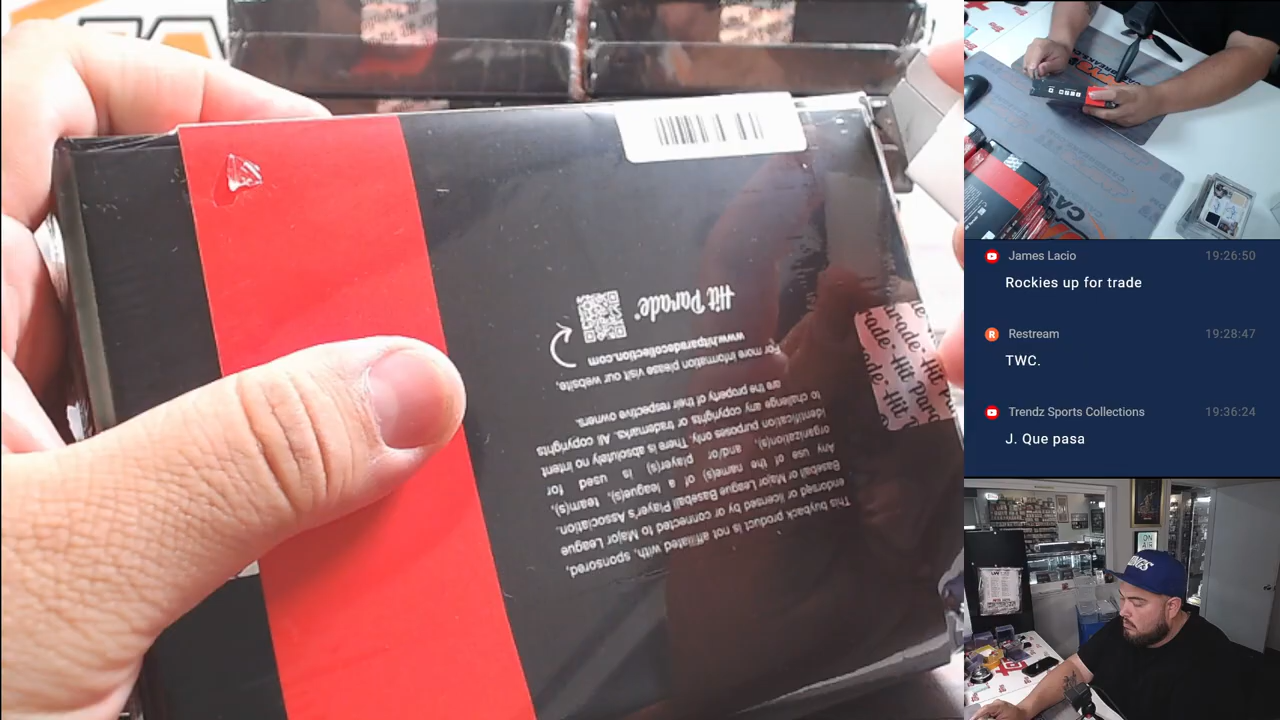 Hit Parade
www.hitparadecollection.com
For more information please visit our website,
are the property of their respective owners.
to challenge any copyrights or trademarks. All copyrights
identification purposes only. There is absolutely no intent
organization(s), and/or player(s) is used for
Any use of the name(s) of a league(s), team(s),
Baseball or Major League Baseball Player's Association.
endorsed or licensed by or connected to Major League
This buyback product is not affiliated with, sponsored,
James Lacio 19:26:50
Rockies up for trade
R Restream 19:28:47
TWC.
Trendz Sports Collections 19:36:24
J. Que pasa
ON
AIR